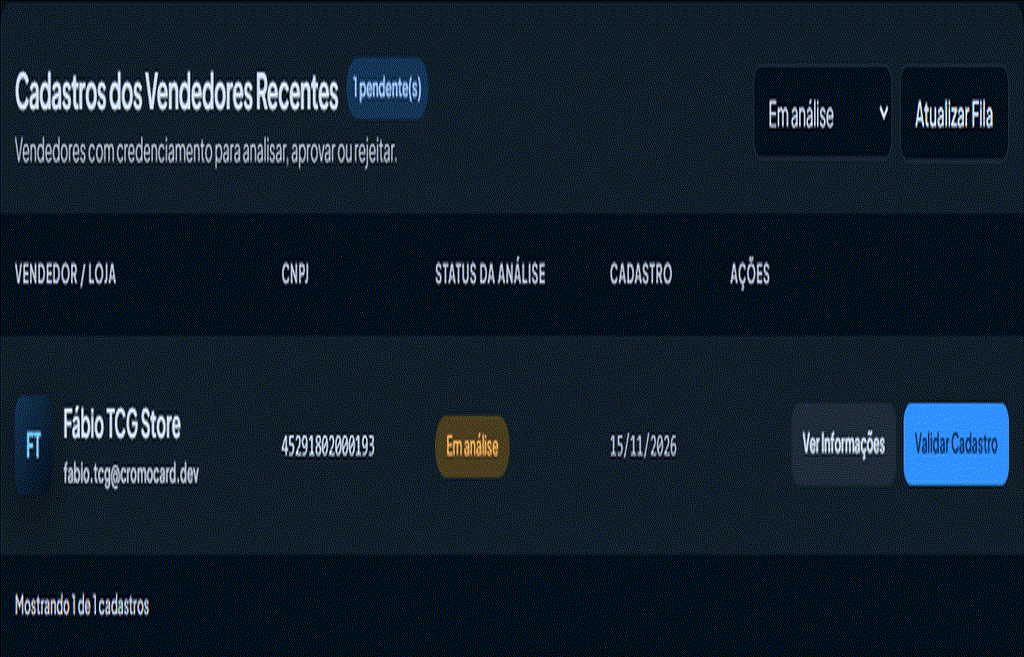 Cadastros dos Vendedores Recentes 1 pendente(s)
Vendedores com credenciamento para analisar, aprovar ou rejeitar.
Em análise
Atualizar Fila
VENDEDOR / LOJA CNPJ STATUS DA ANÁLISE CADASTRO AÇÕES
FT
Fábio TCG Store
fabio.tcg@cromocard.dev
45291802000193
Em análise
15/11/2026
Ver Informações
Validar Cadastro
Mostrando 1 de 1 cadastros